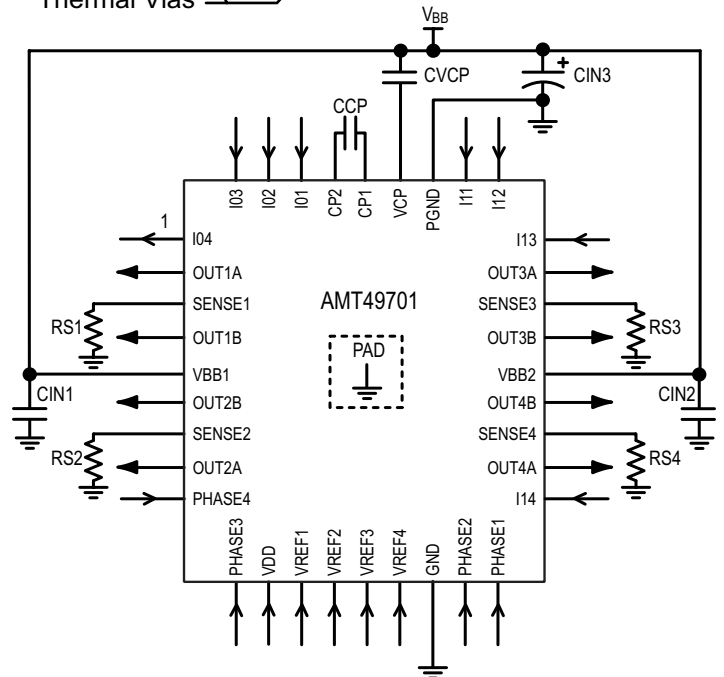 Thermal Vias
VBB
CVCP
CIN3
+
CCP
I03 I02 I01 CP2 CP1 VCP PGND I11 I12
1
I04 I13
OUT1A OUT3A
SENSE1 AMT49701 SENSE3
RS1 RS3
OUT1B OUT3B
PAD
VBB1 VBB2
CIN1 CIN2
OUT2B OUT4B
SENSE2 SENSE4
RS2 RS4
OUT2A OUT4A
PHASE4 I14
PHASE3 VDD VREF1 VREF2 VREF3 VREF4 GND PHASE2 PHASE1